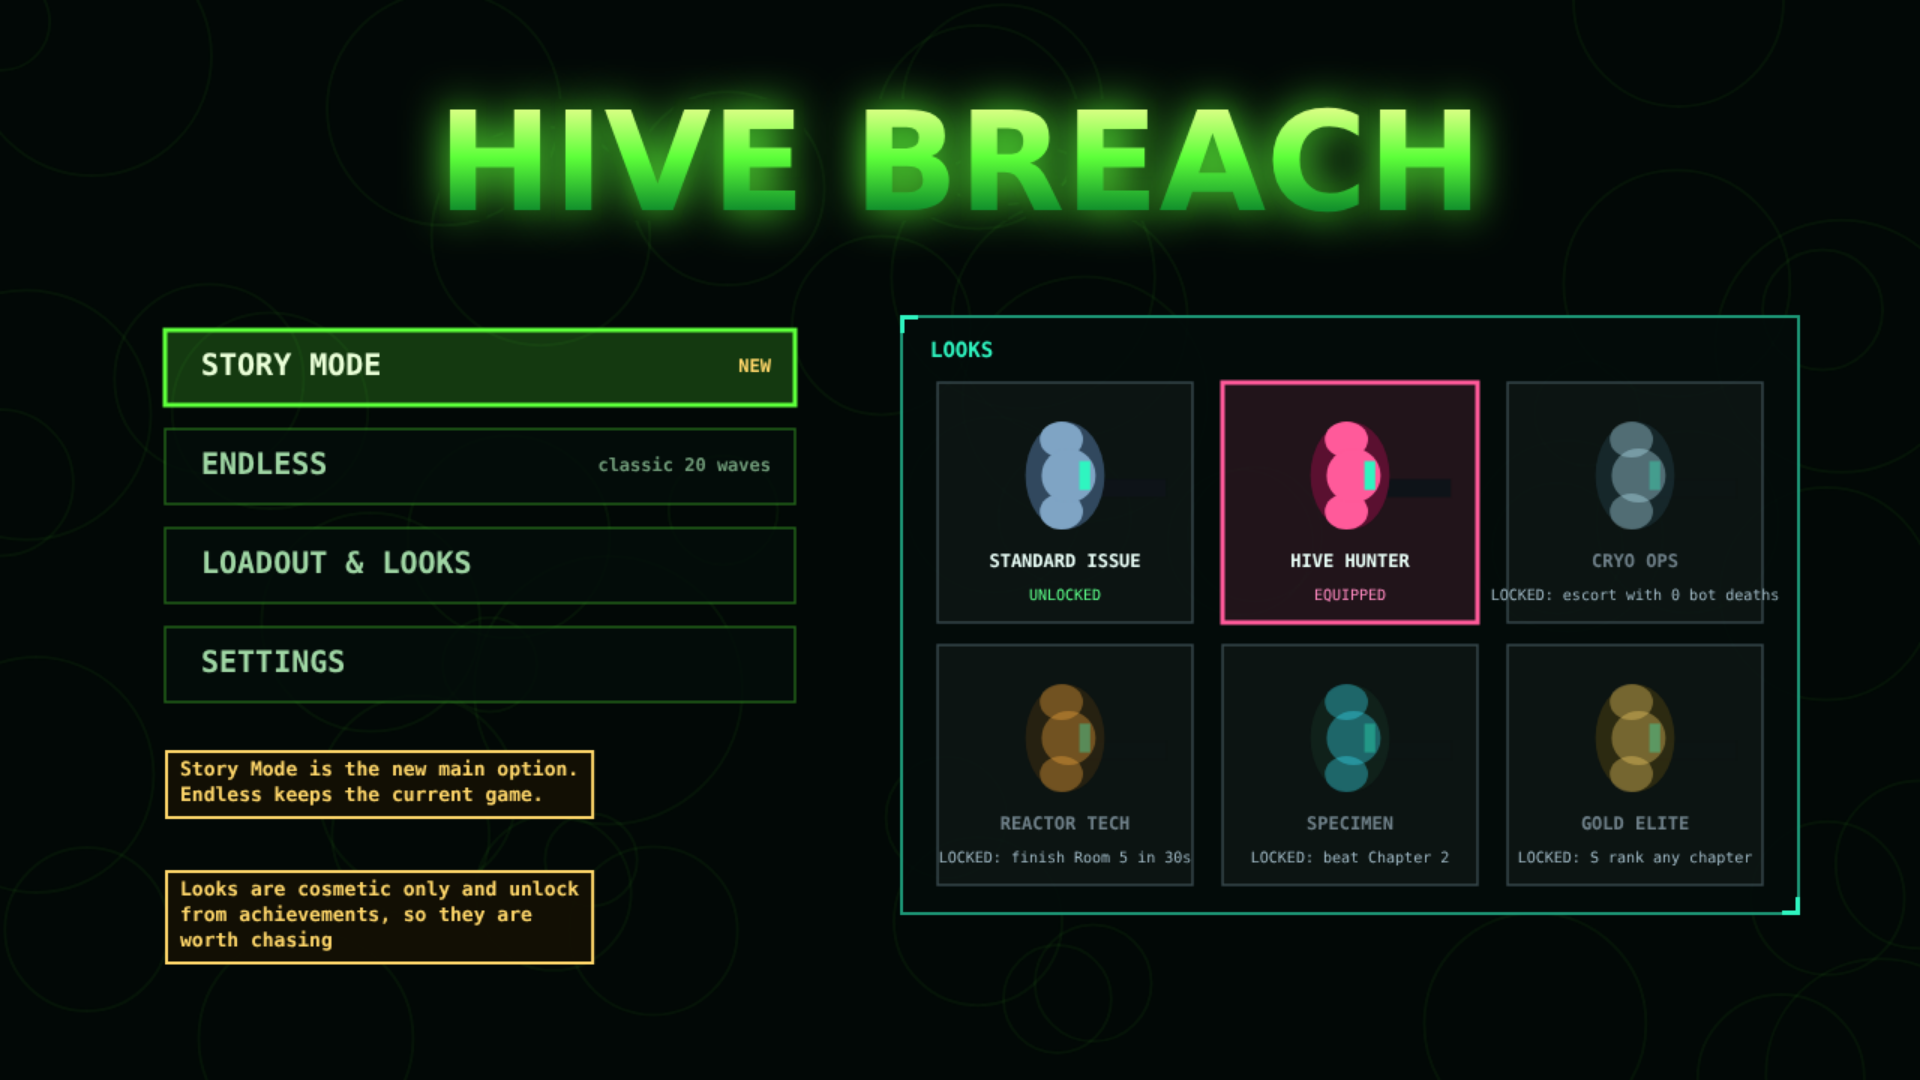 HIVE BREACH
STORY MODE
NEW
ENDLESS
classic 20 waves
LOADOUT & LOOKS
SETTINGS
Story Mode is the new main option.
Endless keeps the current game.
Looks are cosmetic only and unlock
from achievements, so they are
worth chasing
LOOKS
STANDARD ISSUE
UNLOCKED
HIVE HUNTER
EQUIPPED
CRYO OPS
LOCKED: escort with 0 bot deaths
REACTOR TECH
LOCKED: finish Room 5 in 30s
SPECIMEN
LOCKED: beat Chapter 2
GOLD ELITE
LOCKED: S rank any chapter